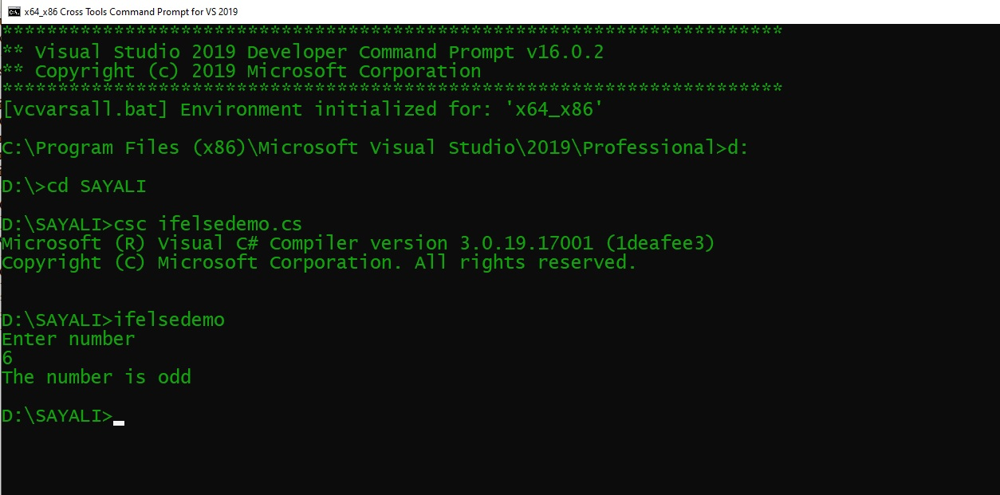 x64_x86 Cross Tools Command Prompt for VS 2019
**********************************************************************
** Visual Studio 2019 Developer Command Prompt v16.0.2
** Copyright (c) 2019 Microsoft Corporation
**********************************************************************
[vcvarsall.bat] Environment initialized for: 'x64_x86'
C:\Program Files (x86)\Microsoft Visual Studio\2019\Professional>d:
D:\>cd SAYALI
D:\SAYALI>csc ifelsedemo.cs
Microsoft (R) Visual C# Compiler version 3.0.19.17001 (1deafee3)
Copyright (C) Microsoft Corporation. All rights reserved.
D:\SAYALI>ifelsedemo
Enter number
6
The number is odd
D:\SAYALI>